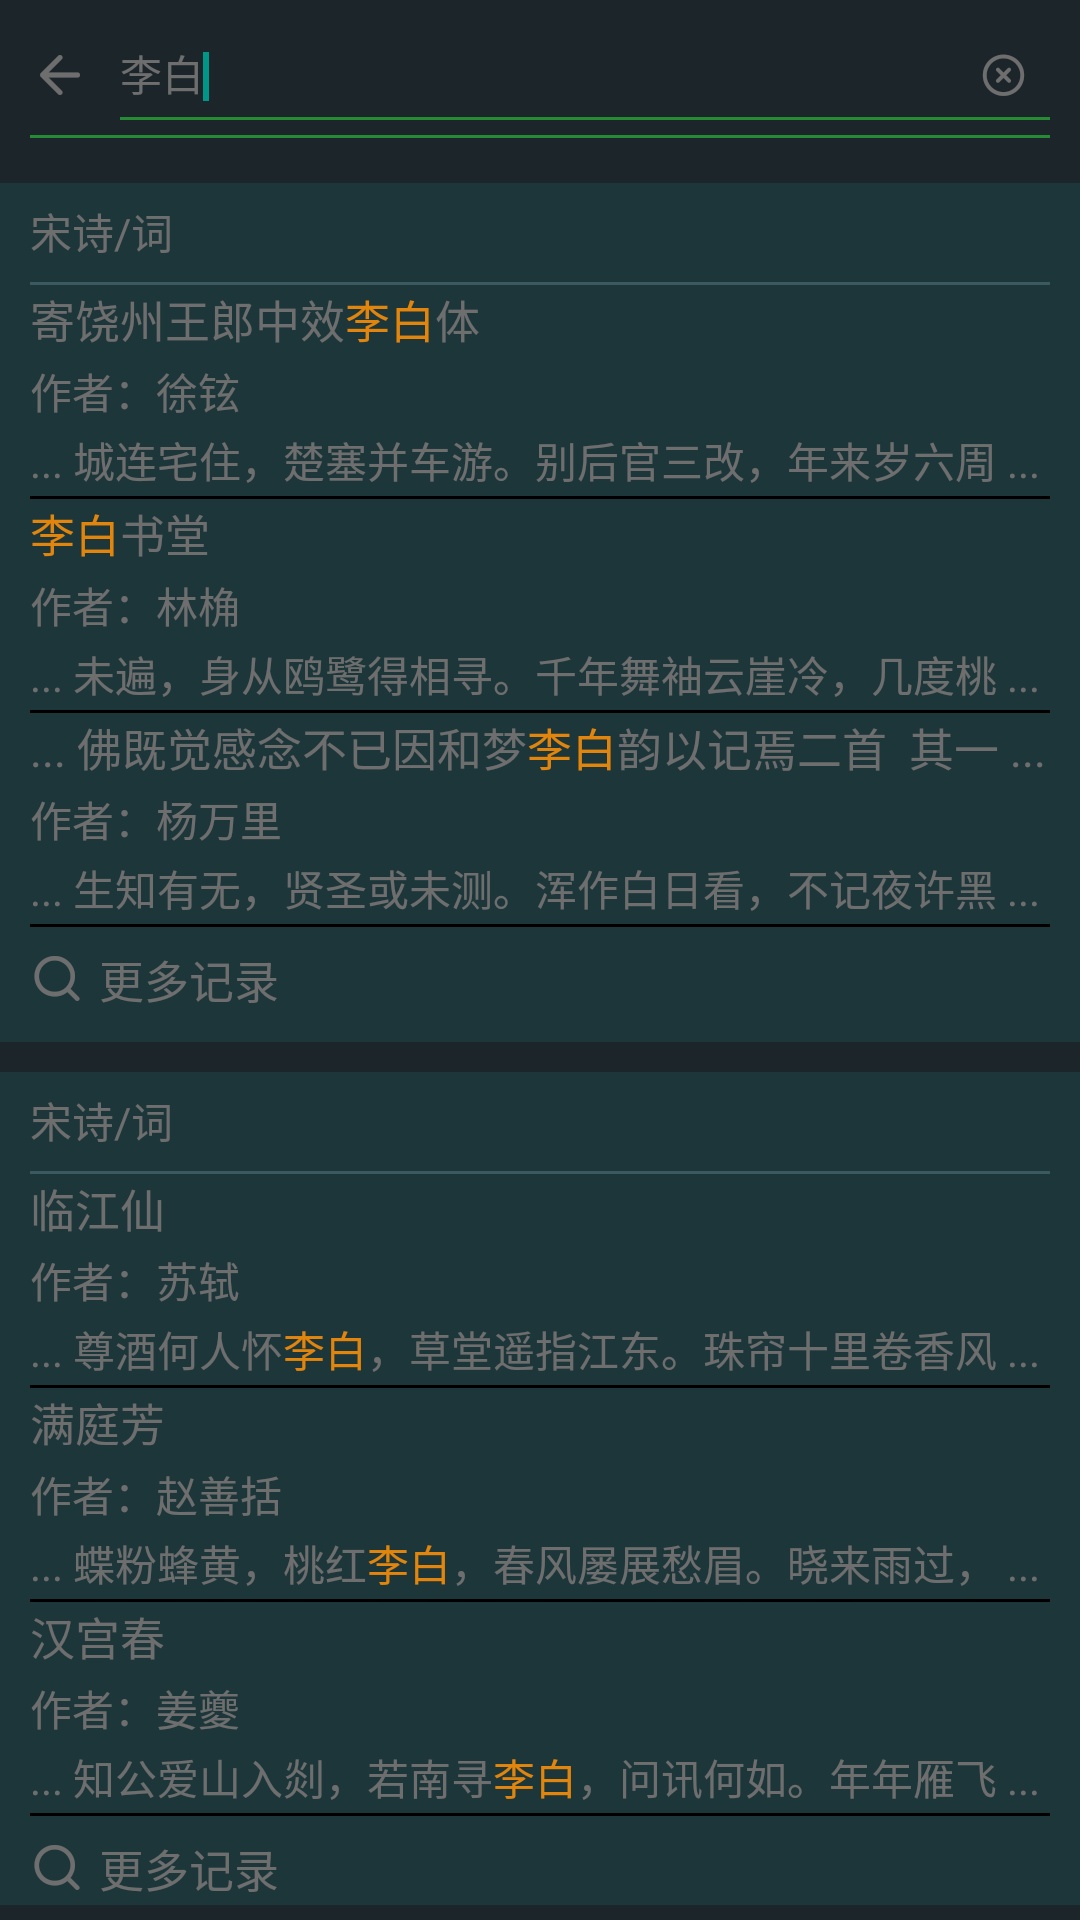 李白
宋诗/词
寄饶州王郎中效李白体
作者：徐铉
... 城连宅住，楚塞并车游。别后官三改，年来岁六周 ...
李白书堂
作者：林桷
... 未遍，身从鸥鹭得相寻。千年舞袖云崖冷，几度桃 ...
... 佛既觉感念不已因和梦李白韵以记焉二首 其一 ...
作者：杨万里
... 生知有无，贤圣或未测。浑作白日看，不记夜许黑 ...
更多记录
宋诗/词
临江仙
作者：苏轼
... 尊酒何人怀李白，草堂遥指江东。珠帘十里卷香风 ...
满庭芳
作者：赵善括
... 蝶粉蜂黄，桃红李白，春风屡展愁眉。晓来雨过， ...
汉宫春
作者：姜夔
... 知公爱山入剡，若南寻李白，问讯何如。年年雁飞 ...
更多记录